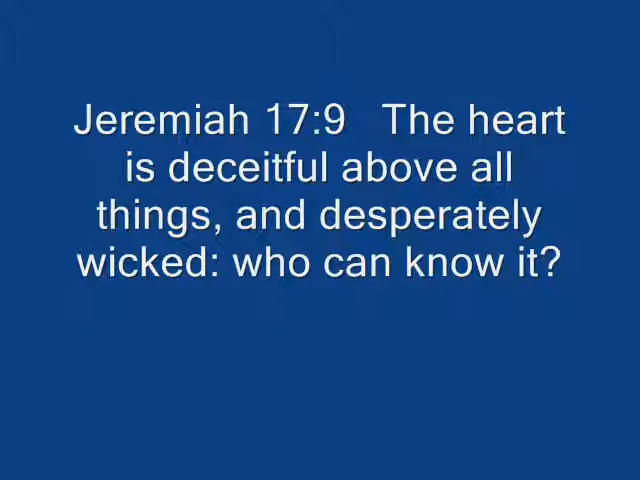 Jeremiah 17:9   The heart
is deceitful above all
things, and desperately
wicked: who can know it?